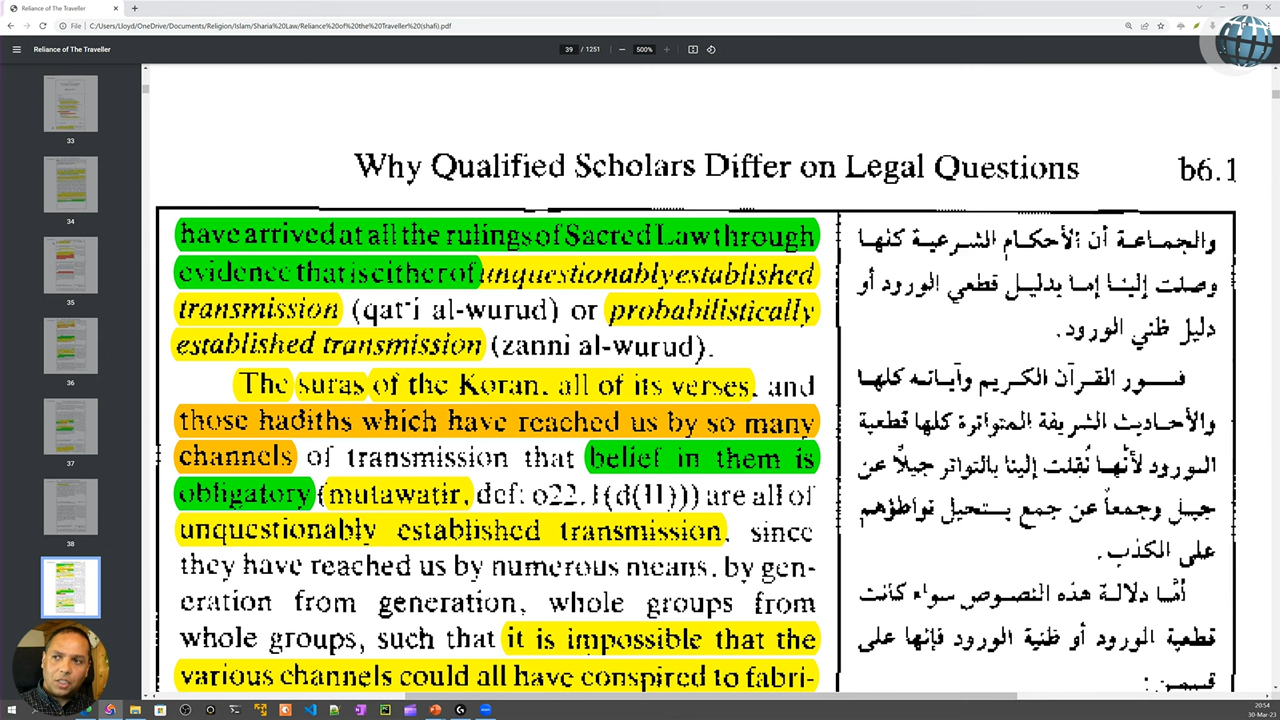 Reliance of The Traveller
File | C:/Users/Lloyd/OneDrive/Documents/Religion/Islam/Sharia%20Law/Reliance%20of%20the%20Traveller%20(shafi).pdf
Reliance of The Traveller
39 / 1251
500%
33
34
35
36
37
38
Why Qualified Scholars Differ on Legal Questions b6.1
have arrived at all the rulings of Sacred Law through
evidence that is either of unquestionably established
transmission (qat'i al-wurud) or probabilistically
established transmission (zanni al-wurud).
The suras of the Koran, all of its verses, and
those hadiths which have reached us by so many
channels of transmission that belief in them is
obligatory (mutawatir, def: o22.1(d(II))) are all of
unquestionably established transmission, since
they have reached us by numerous means, by gen-
eration from generation, whole groups from
whole groups, such that it is impossible that the
various channels could all have conspired to fabri-
والجماعة أن الأحكام الشرعية كلها
وصلت إلينا إما بدليل قطعي الورود أو
دليل ظني الورود.
فسور القرآن الكريم وآياته كلها
والأحاديث الشريفة المتواترة كلها قطعية
الورود لأنّها نُقلت إلينا بالتواتر جيلاً عن
جيل وجمعاً عن جمع يستحيل تواطؤهم
على الكذب.
أمّا دلالة هذه النصوص سواء كانت
قطعية الورود أو ظنية الورود فإنها على
قسمين:
20:54
30-Mar-23